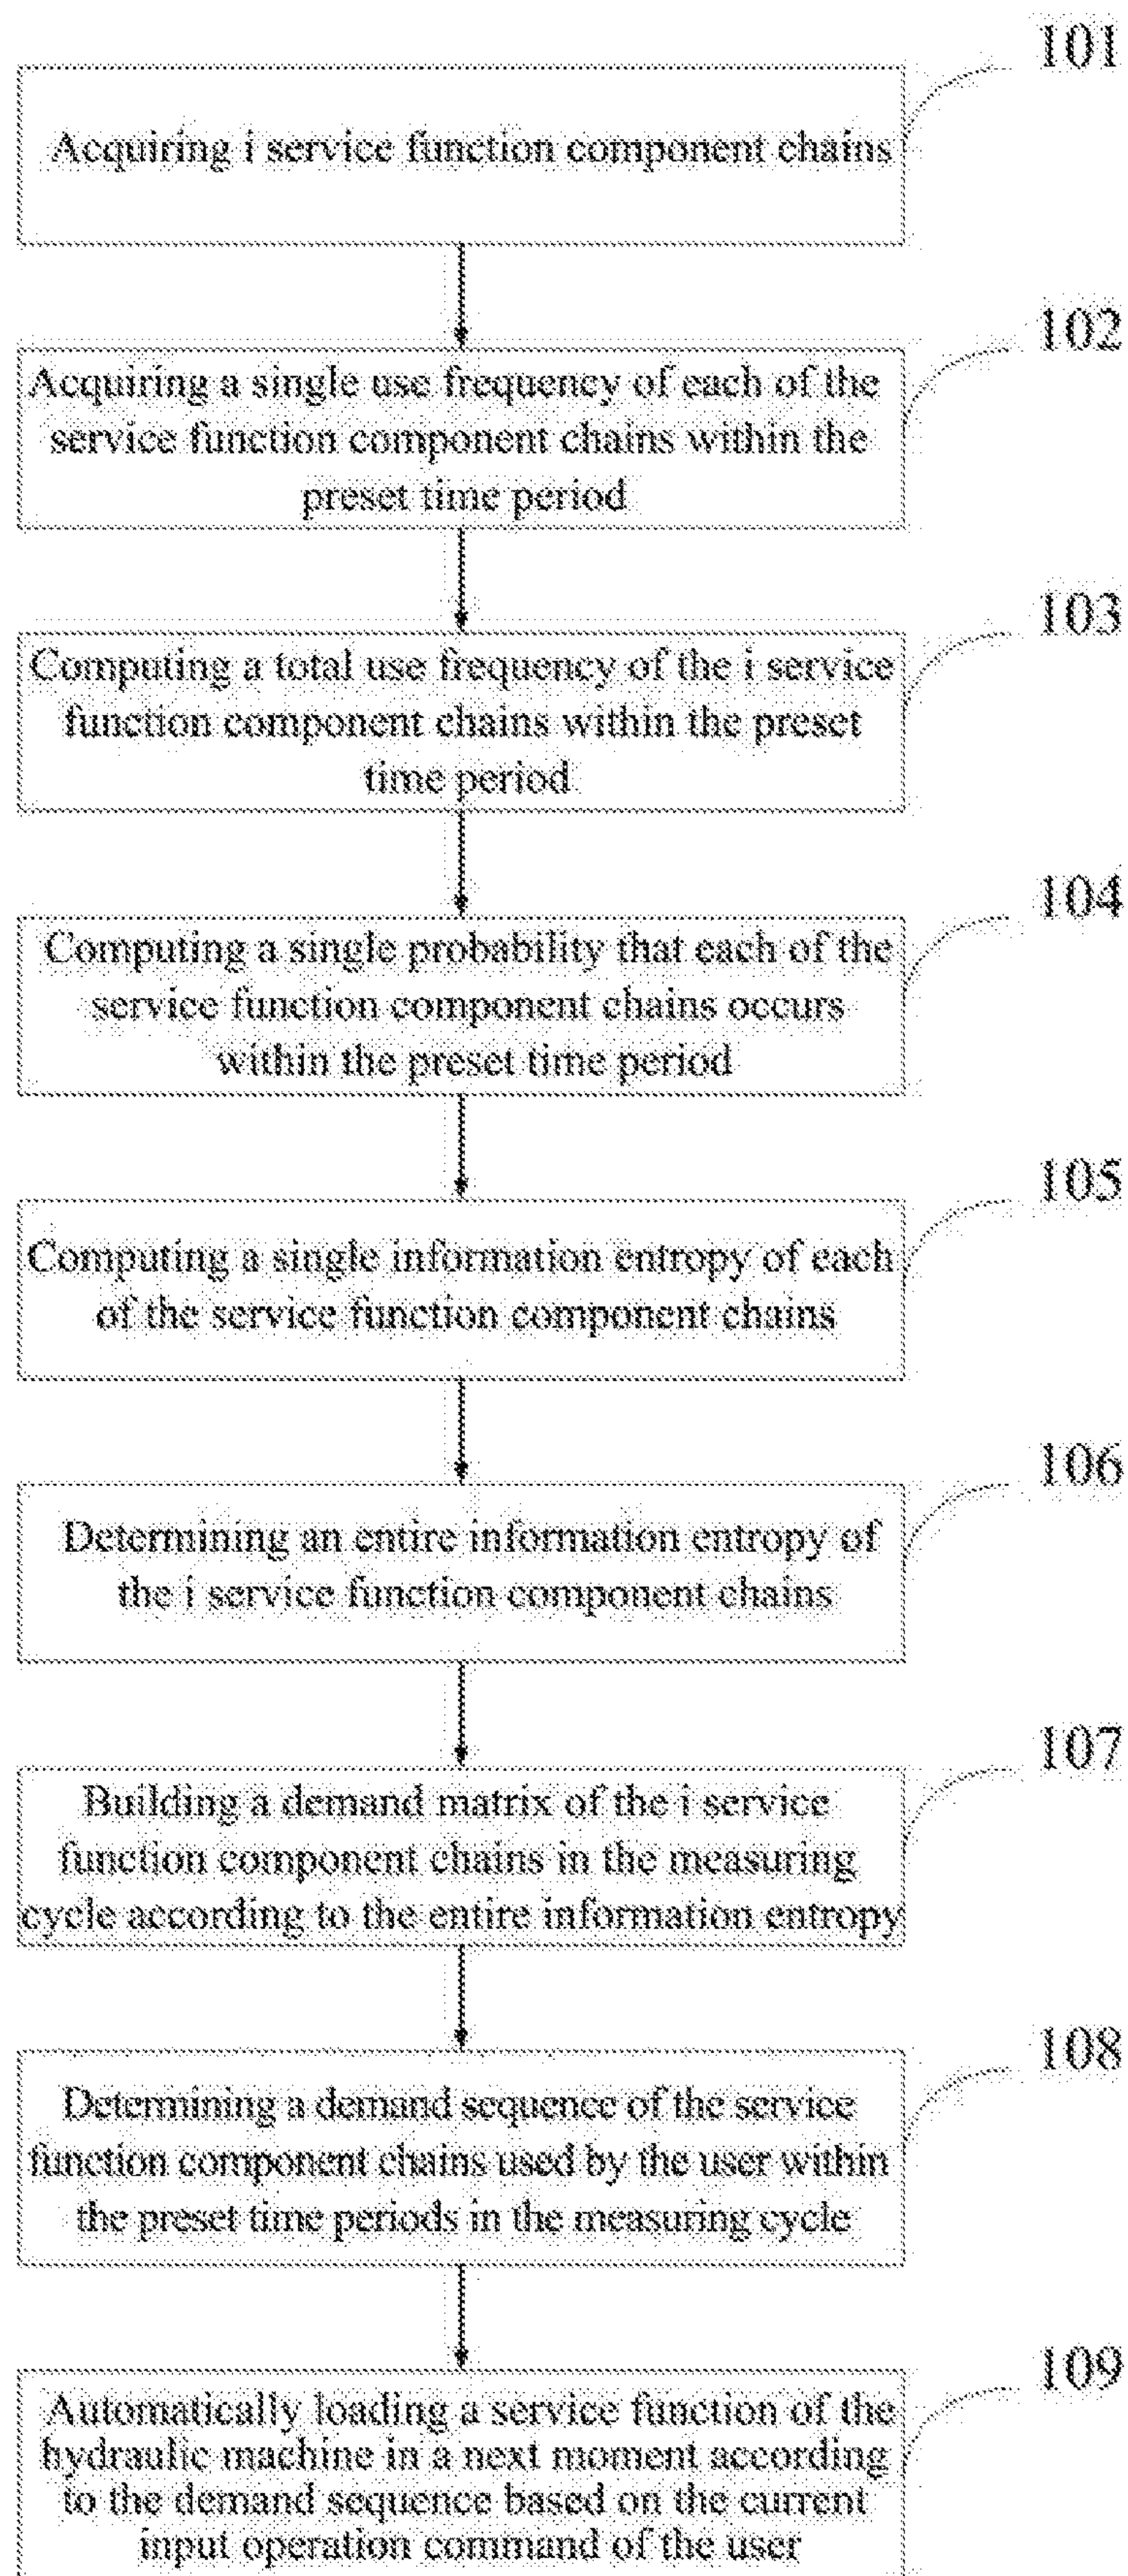 101
Acquiring i service function component chains
102
Acquiring a single use frequency of each of the
service function component chains within the
preset time period
103
Computing a total use frequency of the i service
function component chains within the preset
time period
104
Computing a single probability that each of the
service function component chains occurs
within the preset time period
105
Computing a single information entropy of each
of the service function component chains
106
Determining an entire information entropy of
the i service function component chains
107
Building a demand matrix of the i service
function component chains in the measuring
cycle according to the entire information entropy
108
Determining a demand sequence of the service
function component chains used by the user within
the preset time periods in the measuring cycle
109
Automatically loading a service function of the
hydraulic machine in a next moment according
to the demand sequence based on the current
input operation command of the user